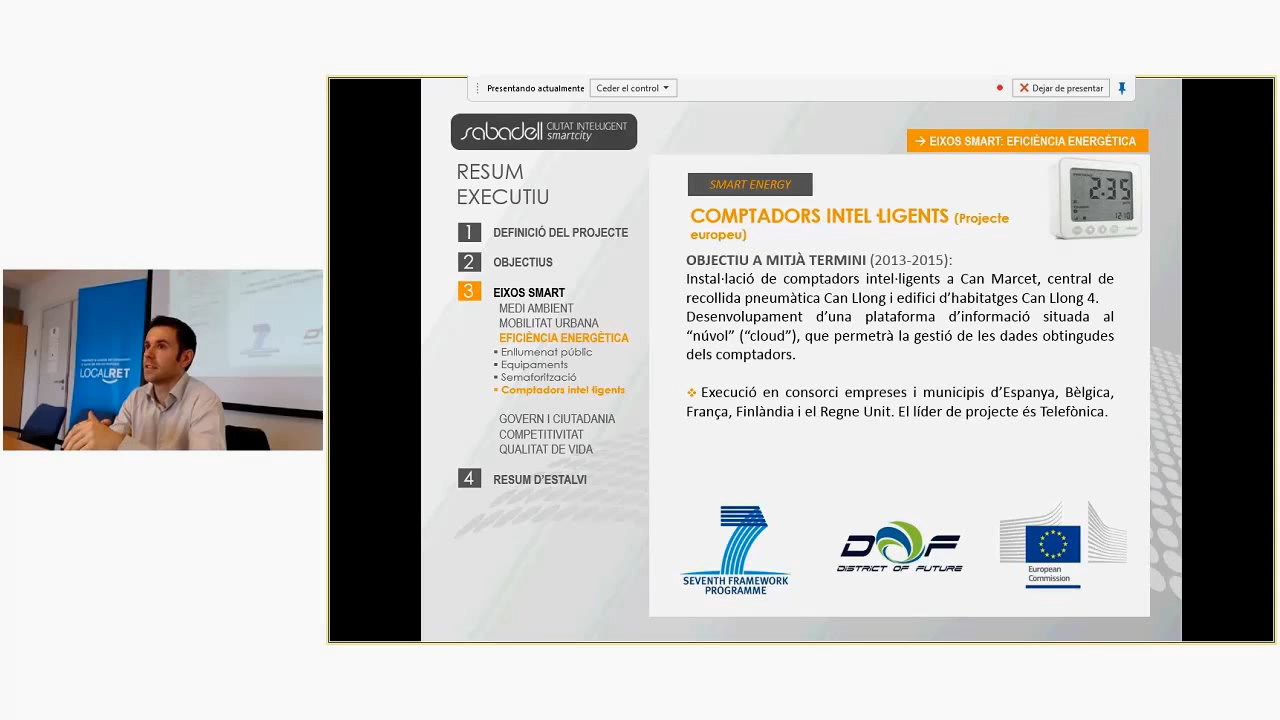 Presentando actualmente
Ceder el control
Dejar de presentar
sabadell CIUTAT INTEL·LIGENT
smartcity
→ EIXOS SMART: EFICIÈNCIA ENERGÈTICA
RESUM
EXECUTIU
1 DEFINICIÓ DEL PROJECTE
2 OBJECTIUS
3 EIXOS SMART
MEDI AMBIENT
MOBILITAT URBANA
EFICIÈNCIA ENERGÈTICA
▪ Enllumenat públic
▪ Equipaments
▪ Semaforització
▪ Comptadors intel·ligents
GOVERN I CIUTADANIA
COMPETITIVITAT
QUALITAT DE VIDA
4 RESUM D'ESTALVI
SMART ENERGY
2.35
12:10
COMPTADORS INTEL·LIGENTS (Projecte
europeu)
OBJECTIU A MITJÀ TERMINI (2013-2015):
Instal·lació de comptadors intel·ligents a Can Marcet, central de
recollida pneumàtica Can Llong i edifici d'habitatges Can Llong 4.
Desenvolupament d'una plataforma d'informació situada al
“núvol” (“cloud”), que permetrà la gestió de les dades obtingudes
dels comptadors.
❖ Execució en consorci empreses i municipis d'Espanya, Bèlgica,
França, Finlàndia i el Regne Unit. El líder de projecte és Telefònica.
SEVENTH FRAMEWORK
PROGRAMME
DOF
DISTRICT OF FUTURE
European
Commission
LOCALRET